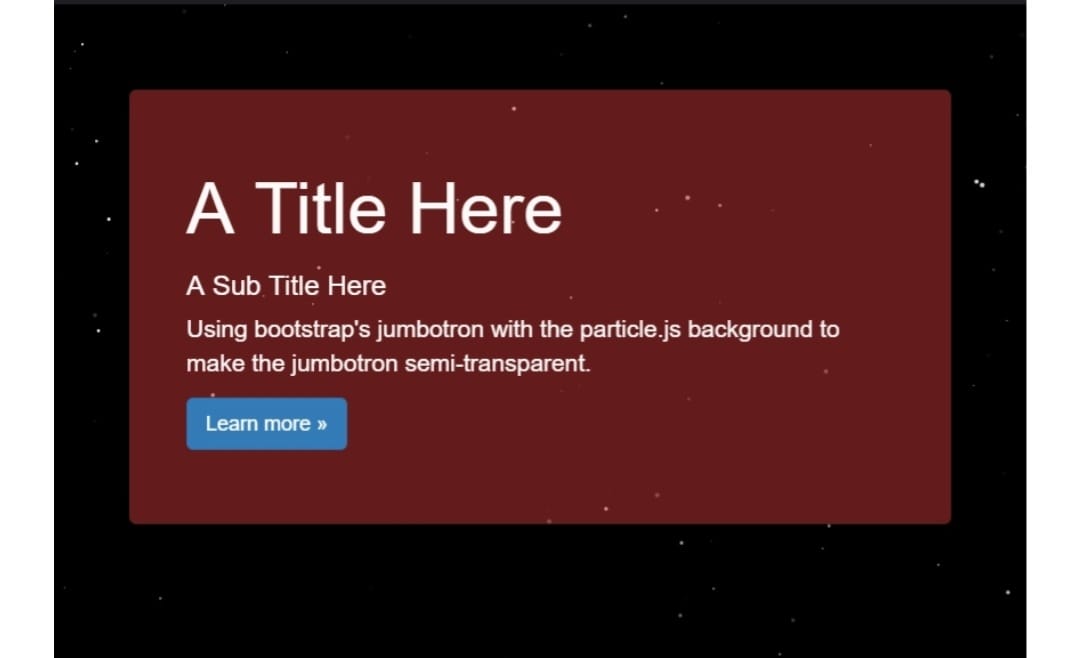 A Title Here
A Sub Title Here
Using bootstrap's jumbotron with the particle.js background to
make the jumbotron semi-transparent.
Learn more »